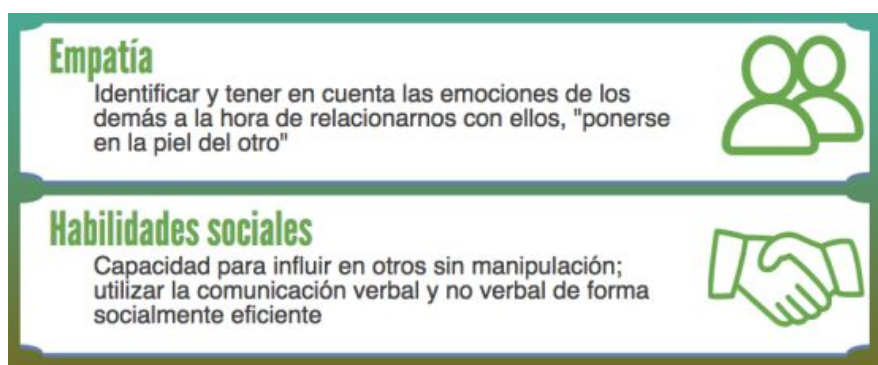 Empatía
Identificar y tener en cuenta las emociones de los
demás a la hora de relacionarnos con ellos, "ponerse
en la piel del otro"
Habilidades sociales
Capacidad para influir en otros sin manipulación;
utilizar la comunicación verbal y no verbal de forma
socialmente eficiente